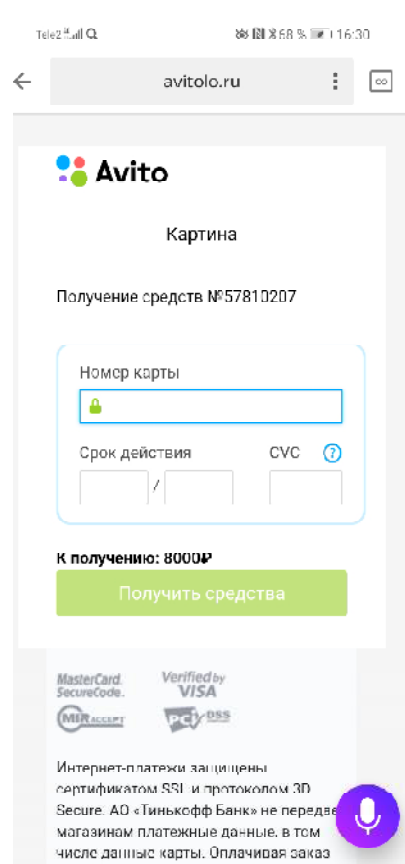 Tele2
68 %
16:30
avitolo.ru
Avito
Картина
Получение средств №57810207
Номер карты
Срок действия CVC ?
/
К получению: 8000₽
Получить средства
MasterCard. Verified by
SecureCode. VISA
MIR ACCEPT PCI DSS
Интернет-платежи защищены
сертификатом SSL и протоколом 3D
Secure. АО «Тинькофф Банк» не передае
магазинам платежные данные, в том
числе данные карты. Оплачивая заказ